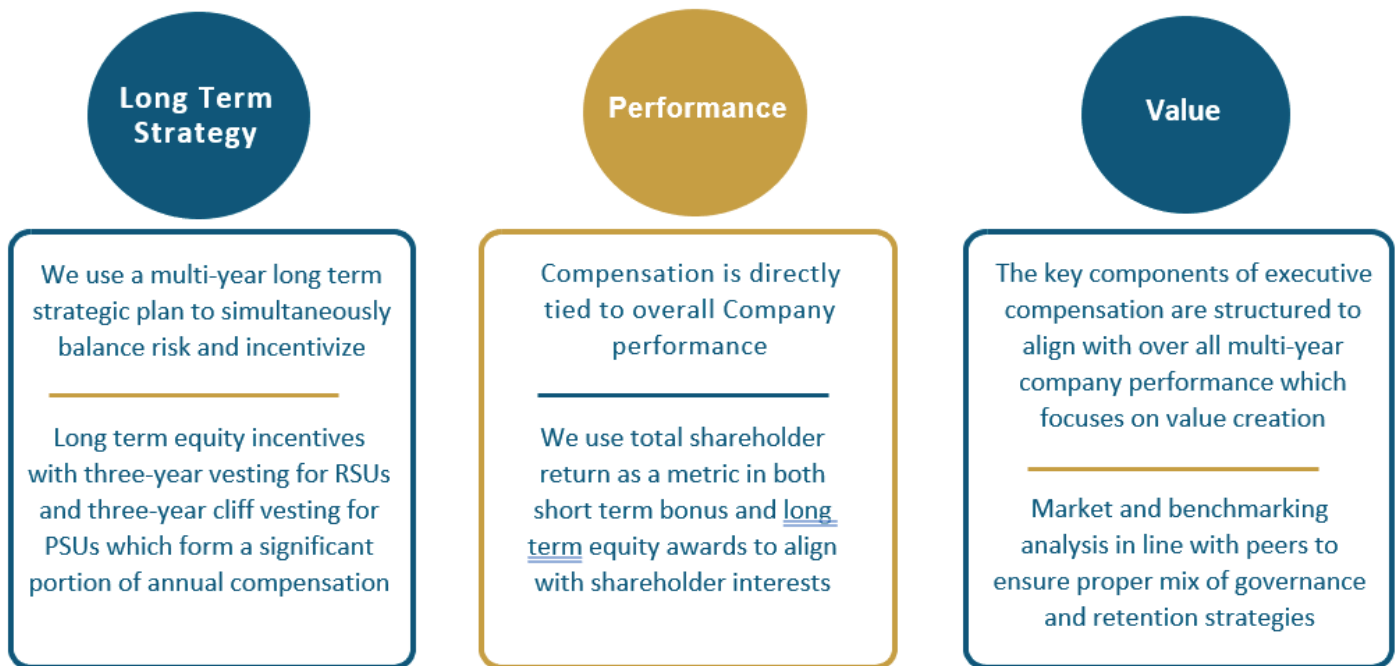 Long Term
Strategy
We use a multi-year long term
strategic plan to simultaneously
balance risk and incentivize
Long term equity incentives
with three-year vesting for RSUs
and three-year cliff vesting for
PSUs which form a significant
portion of annual compensation
Performance
Compensation is directly
tied to overall Company
performance
We use total shareholder
return as a metric in both
short term bonus and long
term equity awards to align
with shareholder interests
Value
The key components of executive
compensation are structured to
align with over all multi-year
company performance which
focuses on value creation
Market and benchmarking
analysis in line with peers to
ensure proper mix of governance
and retention strategies